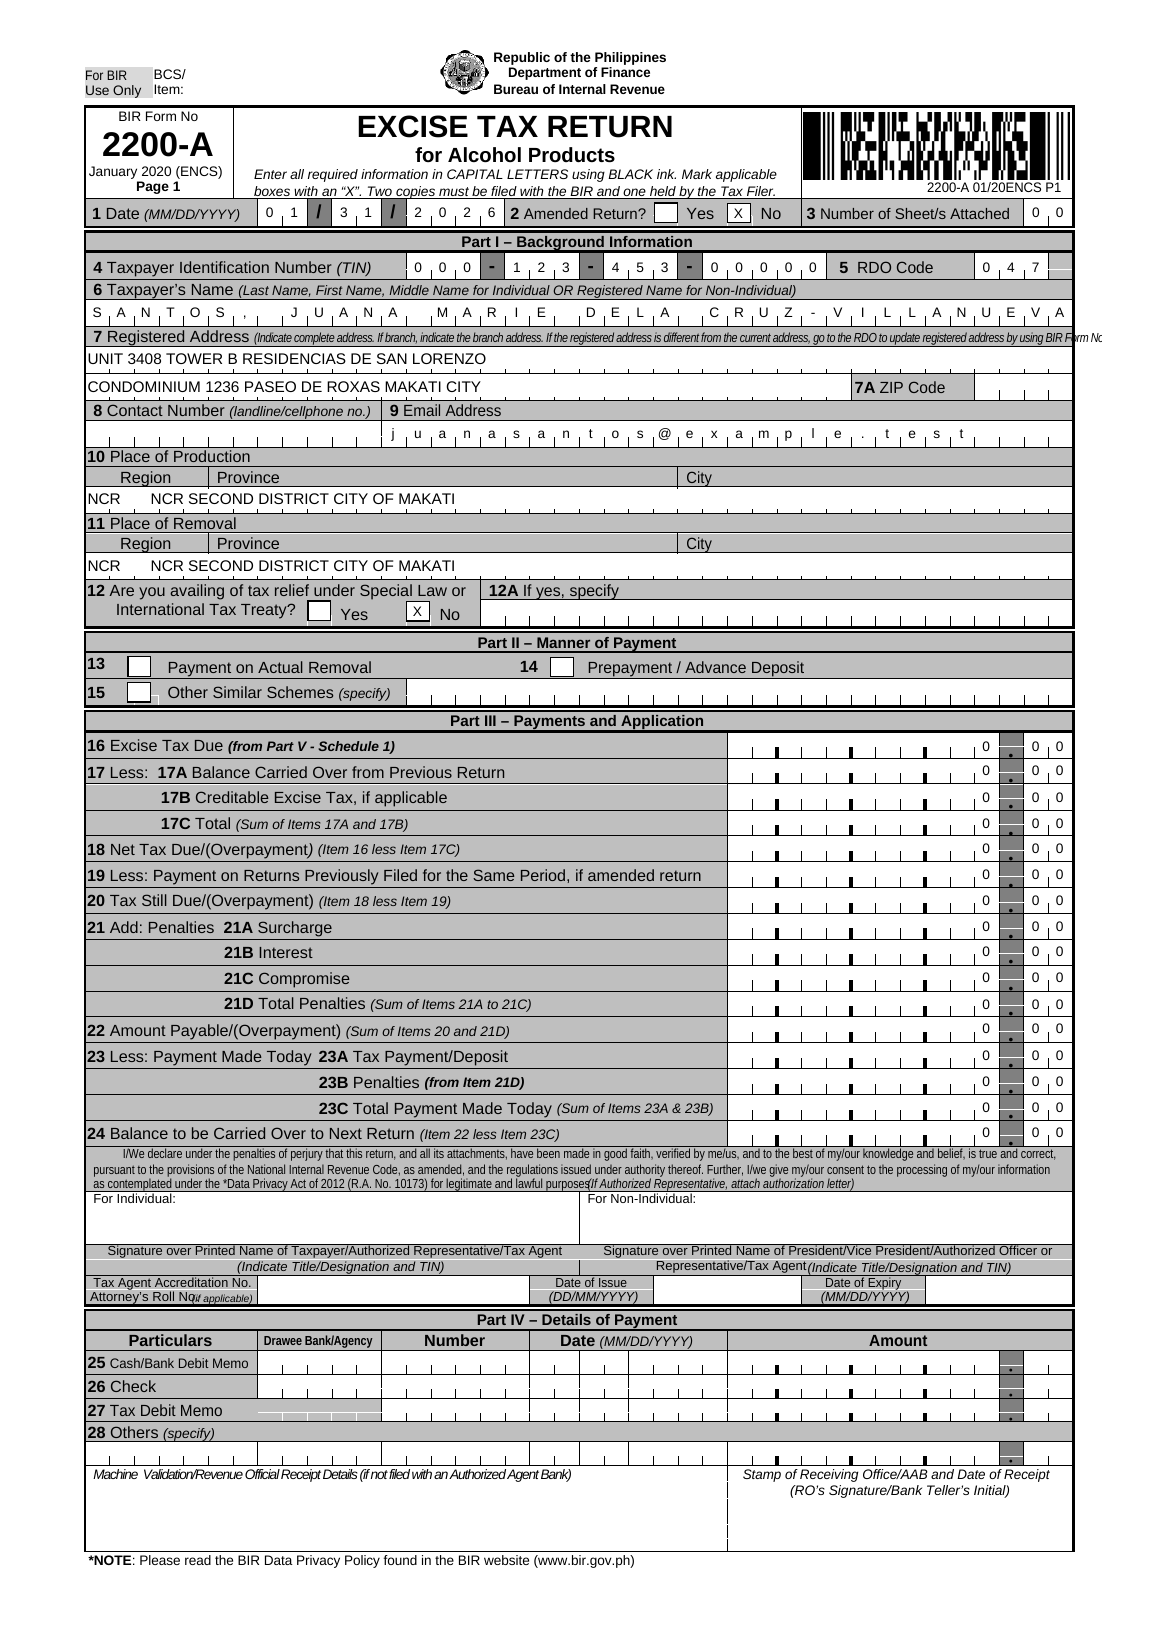 For BIR Use Only
BCS/
Item:
Republic of the Philippines
Department of Finance
Bureau of Internal Revenue
BIR Form No
2200-A
January 2020 (ENCS)
Page 1
EXCISE TAX RETURN
for Alcohol Products
Enter all required information in CAPITAL LETTERS using BLACK ink. Mark applicable
boxes with an “X”. Two copies must be filed with the BIR and one held by the Tax Filer.
2200-A 01/20ENCS P1
1 Date (MM/DD/YYYY) 01/31/2026 2 Amended Return? Yes X No 3 Number of Sheet/s Attached 00
Part I – Background Information
4 Taxpayer Identification Number (TIN) 000-123-453-00000 5 RDO Code 047
6 Taxpayer’s Name (Last Name, First Name, Middle Name for Individual OR Registered Name for Non-Individual)
SANTOS, JUANA MARIE DELA CRUZ-VILLANUEVA
7 Registered Address (Indicate complete address. If branch, indicate the branch address. If the registered address is different from the current address, go to the RDO to update registered address by using BIR Form No
UNIT 3408 TOWER B RESIDENCIAS DE SAN LORENZO
CONDOMINIUM 1236 PASEO DE ROXAS MAKATI CITY 7A ZIP Code
8 Contact Number (landline/cellphone no.) 9 Email Address
juanasantos@example.test
10 Place of Production
Region Province City
NCR NCR SECOND DISTRICT CITY OF MAKATI
11 Place of Removal
Region Province City
NCR NCR SECOND DISTRICT CITY OF MAKATI
12 Are you availing of tax relief under Special Law or 12A If yes, specify
International Tax Treaty? Yes X No
Part II – Manner of Payment
13 Payment on Actual Removal 14 Prepayment / Advance Deposit
15 Other Similar Schemes (specify)
Part III – Payments and Application
16 Excise Tax Due (from Part V - Schedule 1) 0.00
17 Less: 17A Balance Carried Over from Previous Return 0.00
17B Creditable Excise Tax, if applicable 0.00
17C Total (Sum of Items 17A and 17B) 0.00
18 Net Tax Due/(Overpayment) (Item 16 less Item 17C) 0.00
19 Less: Payment on Returns Previously Filed for the Same Period, if amended return 0.00
20 Tax Still Due/(Overpayment) (Item 18 less Item 19) 0.00
21 Add: Penalties 21A Surcharge 0.00
21B Interest 0.00
21C Compromise 0.00
21D Total Penalties (Sum of Items 21A to 21C) 0.00
22 Amount Payable/(Overpayment) (Sum of Items 20 and 21D) 0.00
23 Less: Payment Made Today 23A Tax Payment/Deposit 0.00
23B Penalties (from Item 21D) 0.00
23C Total Payment Made Today (Sum of Items 23A & 23B) 0.00
24 Balance to be Carried Over to Next Return (Item 22 less Item 23C) 0.00
I/We declare under the penalties of perjury that this return, and all its attachments, have been made in good faith, verified by me/us, and to the best of my/our knowledge and belief, is true and correct,
pursuant to the provisions of the National Internal Revenue Code, as amended, and the regulations issued under authority thereof. Further, I/we give my/our consent to the processing of my/our information
as contemplated under the *Data Privacy Act of 2012 (R.A. No. 10173) for legitimate and lawful purposes(If Authorized Representative, attach authorization letter)
For Individual: For Non-Individual:
Signature over Printed Name of Taxpayer/Authorized Representative/Tax Agent Signature over Printed Name of President/Vice President/Authorized Officer or
(Indicate Title/Designation and TIN) Representative/Tax Agent(Indicate Title/Designation and TIN)
Tax Agent Accreditation No. Date of Issue Date of Expiry
Attorney’s Roll No(if applicable) (DD/MM/YYYY) (MM/DD/YYYY)
Part IV – Details of Payment
Particulars Drawee Bank/Agency Number Date (MM/DD/YYYY) Amount
25 Cash/Bank Debit Memo
26 Check
27 Tax Debit Memo
28 Others (specify)
Machine Validation/Revenue Official Receipt Details (if not filed with an Authorized Agent Bank) Stamp of Receiving Office/AAB and Date of Receipt
(RO’s Signature/Bank Teller’s Initial)
*NOTE: Please read the BIR Data Privacy Policy found in the BIR website (www.bir.gov.ph)